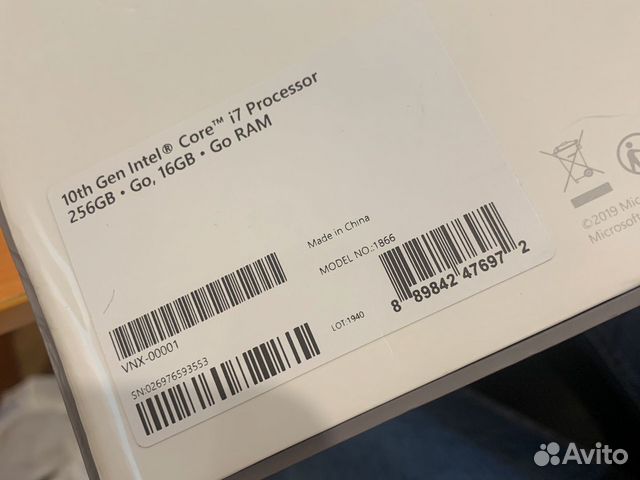 10th Gen Intel® Core™ i7 Processor
256GB • Go, 16GB • Go RAM
Made in China
MODEL NO.:1866
VNX-00001
8 89842 47697 2
LOT:1940
SN:026976593553
©2019 Mic
Microsoft
Avito